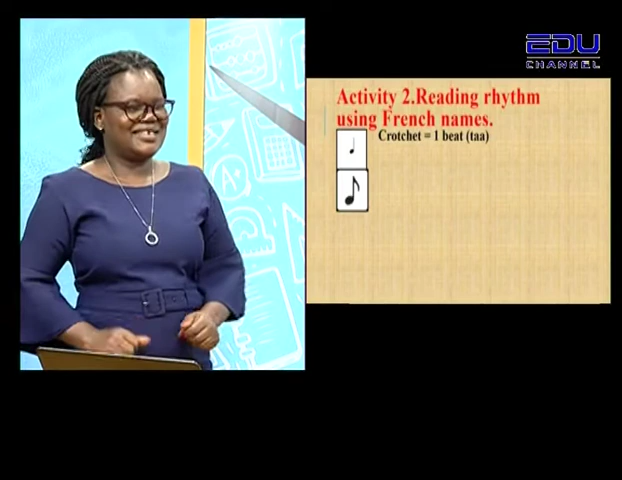 EDU
CHANNEL
Activity 2.Reading rhythm
using French names.
Crotchet = 1 beat (taa)